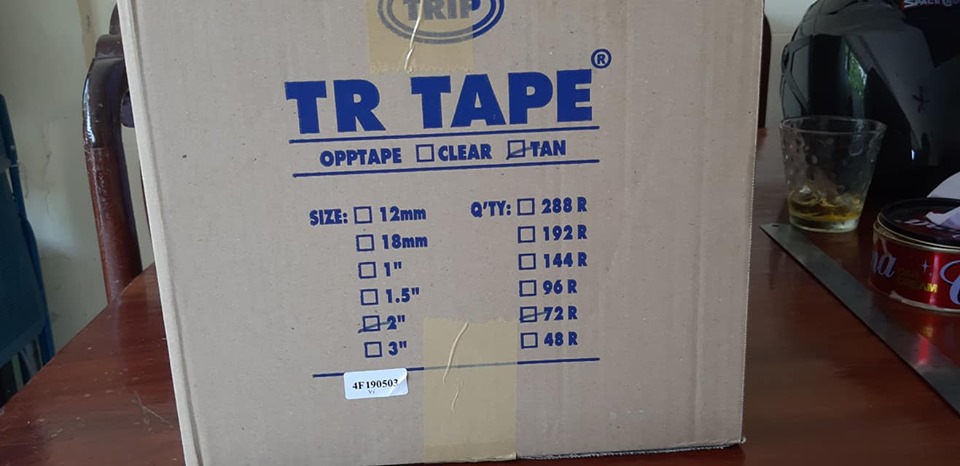 TRIP
TR TAPE®
OPPTAPE ☐ CLEAR ☑ TAN
SIZE: ☐ 12mm
☐ 18mm
☐ 1"
☐ 1.5"
☑ 2"
☐ 3"
Q'TY: ☐ 288 R
☐ 192 R
☐ 144 R
☐ 96 R
☑ 72 R
☐ 48 R
4F190503